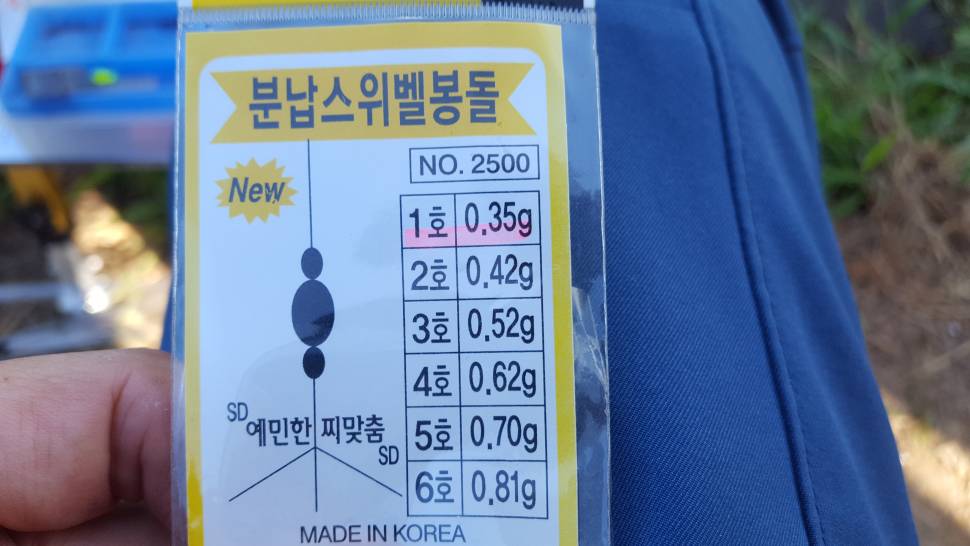 분납스위벨봉돌
New
NO. 2500
1호 0.35g
2호 0.42g
3호 0.52g
4호 0.62g
5호 0.70g
6호 0.81g
SD
예민한 찌맞춤
SD
MADE IN KOREA